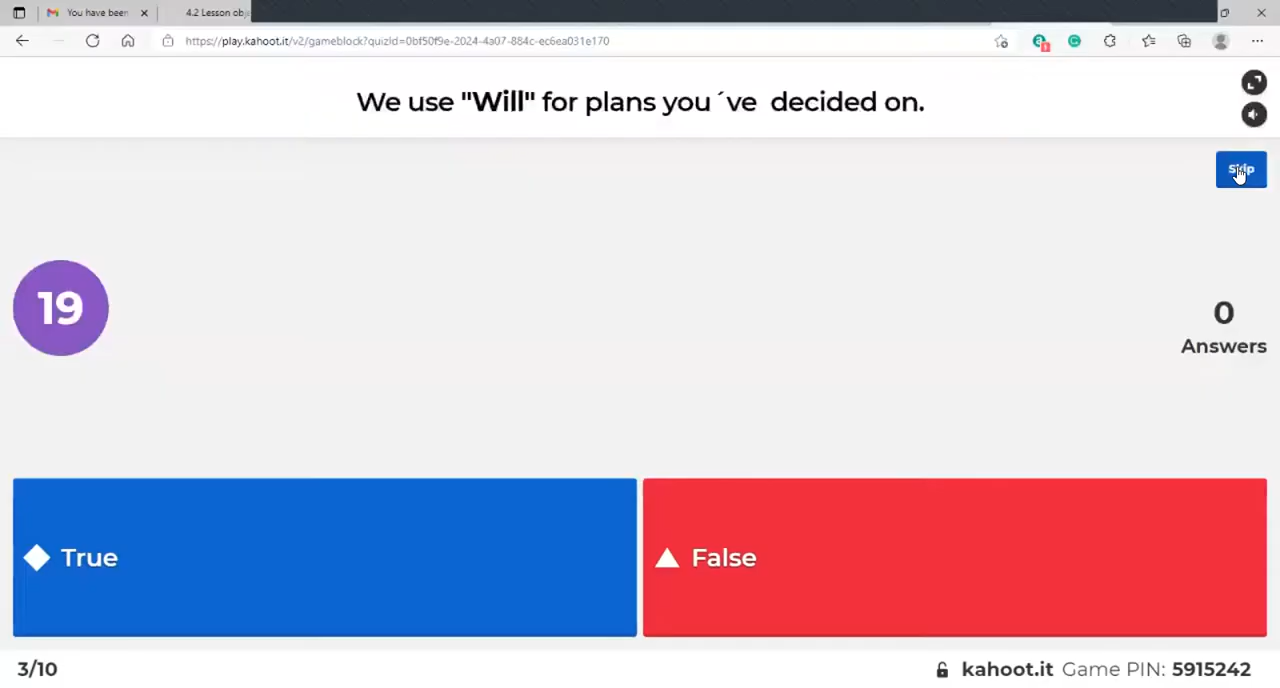 You have been
4.2 Lesson obje
https://play.kahoot.it/v2/gameblock?quizId=0bf50f9e-2024-4a07-884c-ec6ea031e170
We use "Will" for plans you´ve decided on.
Skip
19
0
Answers
True
False
3/10
kahoot.it Game PIN: 5915242